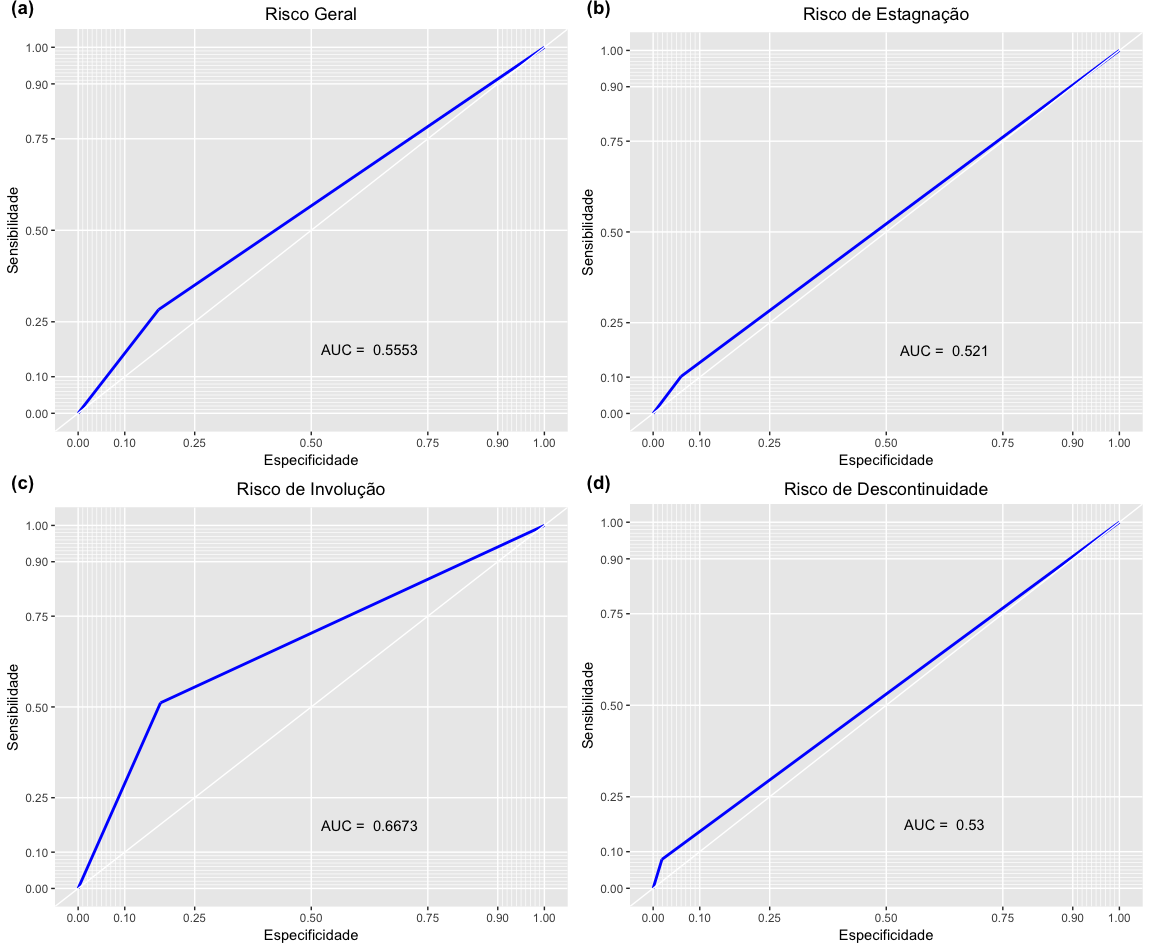 (a)
Risco Geral
1.00
0.90
0.75
0.50
0.25
0.10
0.00
Sensibilidade
AUC = 0.5553
0.00 0.10 0.25 0.50 0.75 0.90 1.00
Especificidade
(b)
Risco de Estagnação
1.00
0.90
0.75
0.50
0.25
0.10
0.00
Sensibilidade
AUC = 0.521
0.00 0.10 0.25 0.50 0.75 0.90 1.00
Especificidade
(c)
Risco de Involução
1.00
0.90
0.75
0.50
0.25
0.10
0.00
Sensibilidade
AUC = 0.6673
0.00 0.10 0.25 0.50 0.75 0.90 1.00
Especificidade
(d)
Risco de Descontinuidade
1.00
0.90
0.75
0.50
0.25
0.10
0.00
Sensibilidade
AUC = 0.53
0.00 0.10 0.25 0.50 0.75 0.90 1.00
Especificidade